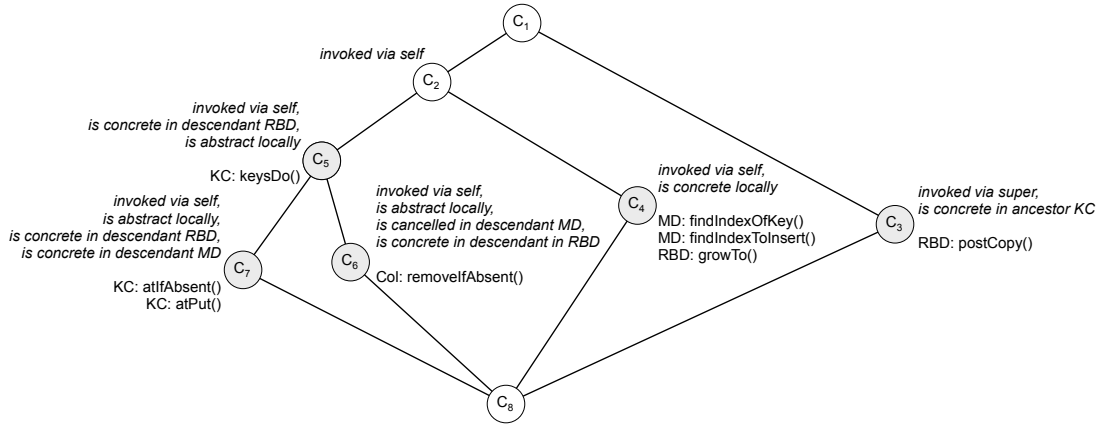 C1
invoked via self
C2
invoked via self,
is concrete in descendant RBD,
is abstract locally
C5
KC: keysDo()
invoked via self,
is concrete locally
C4
MD: findIndexOfKey()
MD: findIndexToInsert()
RBD: growTo()
invoked via super,
is concrete in ancestor KC
C3
RBD: postCopy()
invoked via self,
is abstract locally,
is cancelled in descendant MD,
is concrete in descendant in RBD
C6
Col: removeIfAbsent()
invoked via self,
is abstract locally,
is concrete in descendant RBD,
is concrete in descendant MD
C7
KC: atIfAbsent()
KC: atPut()
C8